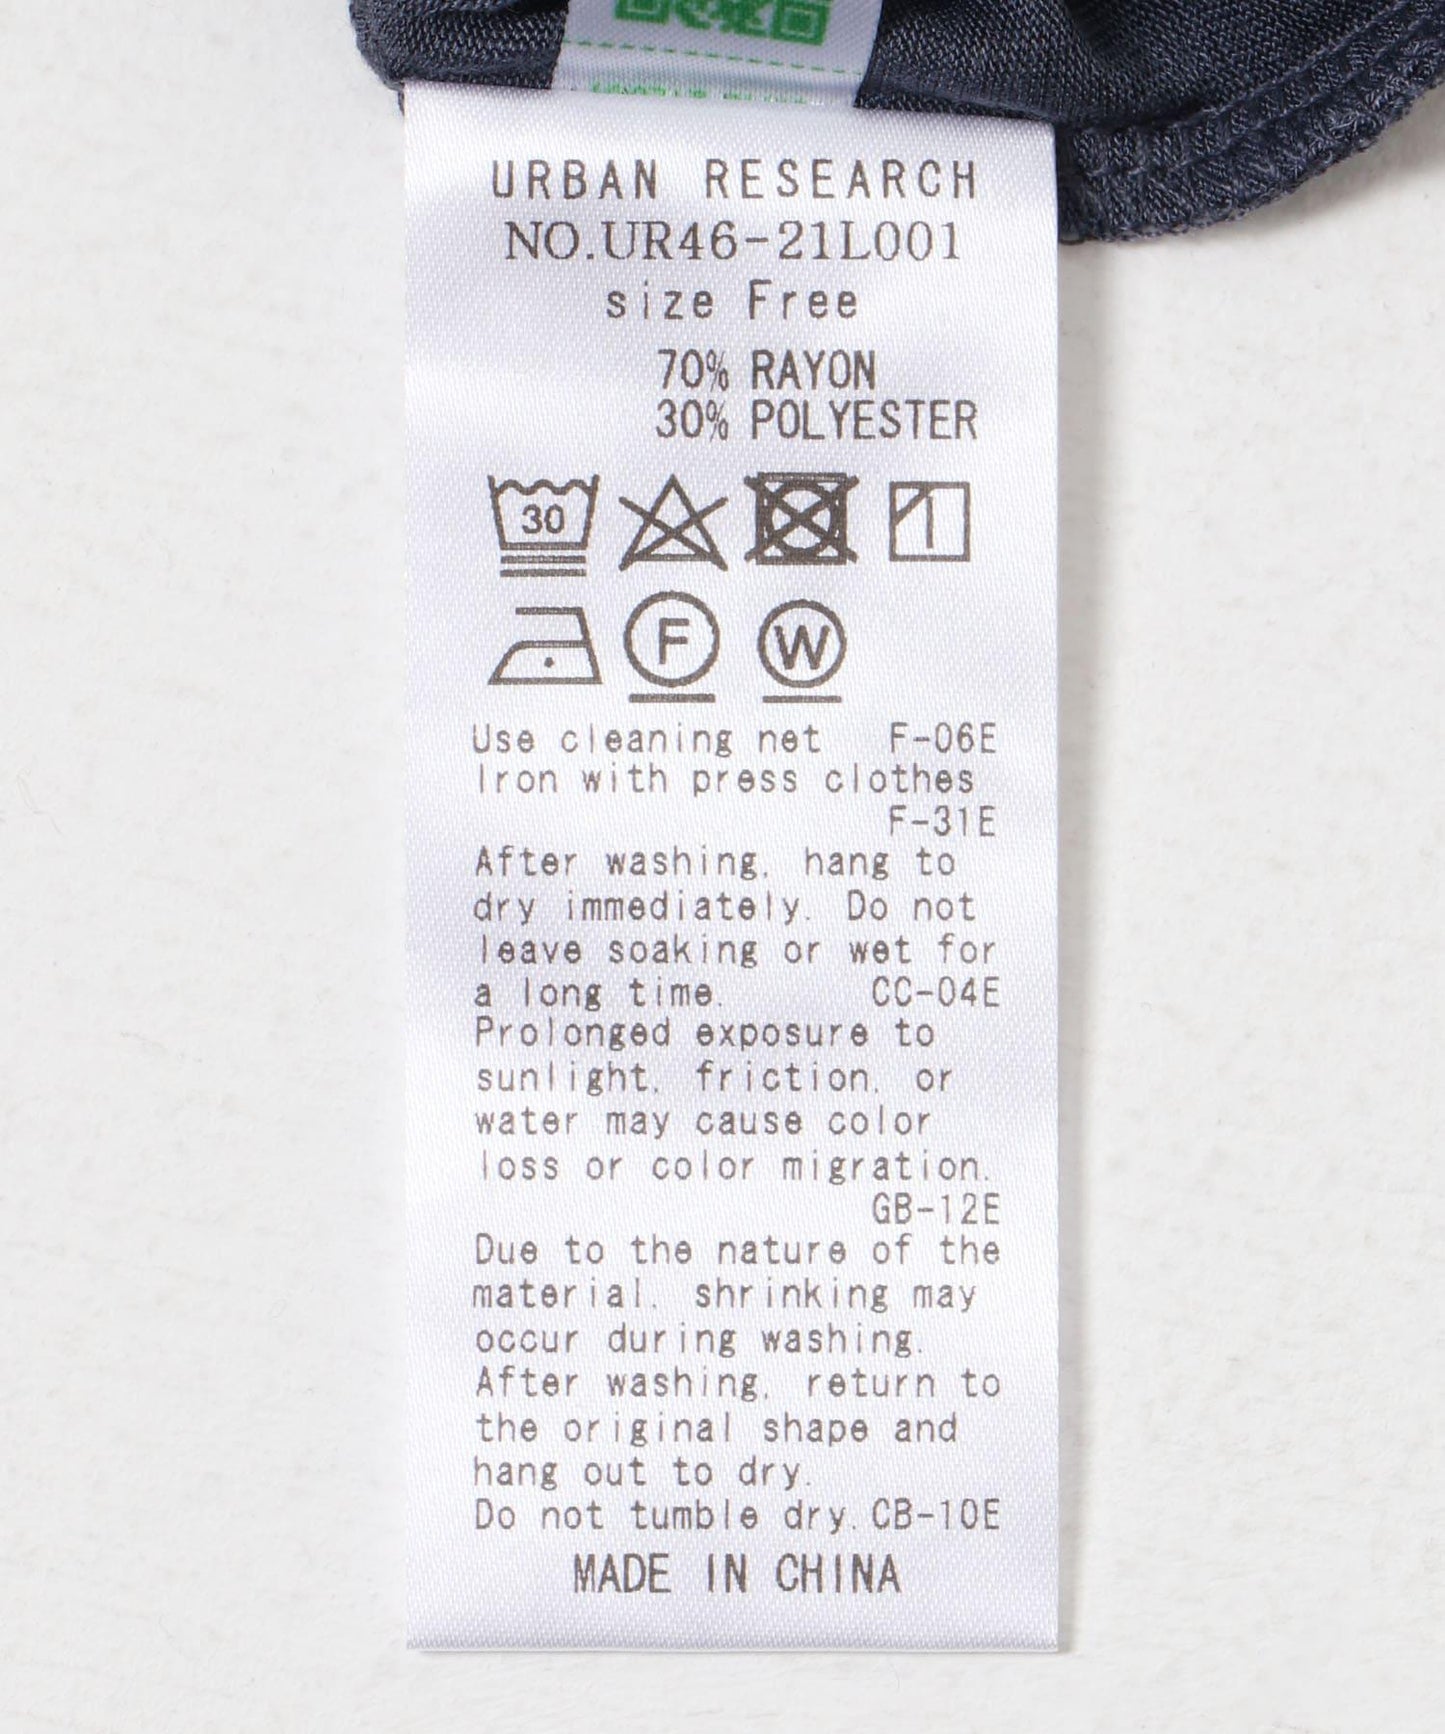 URBAN RESEARCH
NO.UR46-21L001
size Free
70% RAYON
30% POLYESTER
30
F W
Use cleaning net F-06E
Iron with press clothes
F-31E
After washing, hang to
dry immediately. Do not
leave soaking or wet for
a long time. CC-04E
Prolonged exposure to
sunlight, friction, or
water may cause color
loss or color migration.
GB-12E
Due to the nature of the
material, shrinking may
occur during washing.
After washing, return to
the original shape and
hang out to dry.
Do not tumble dry. CB-10E
MADE IN CHINA